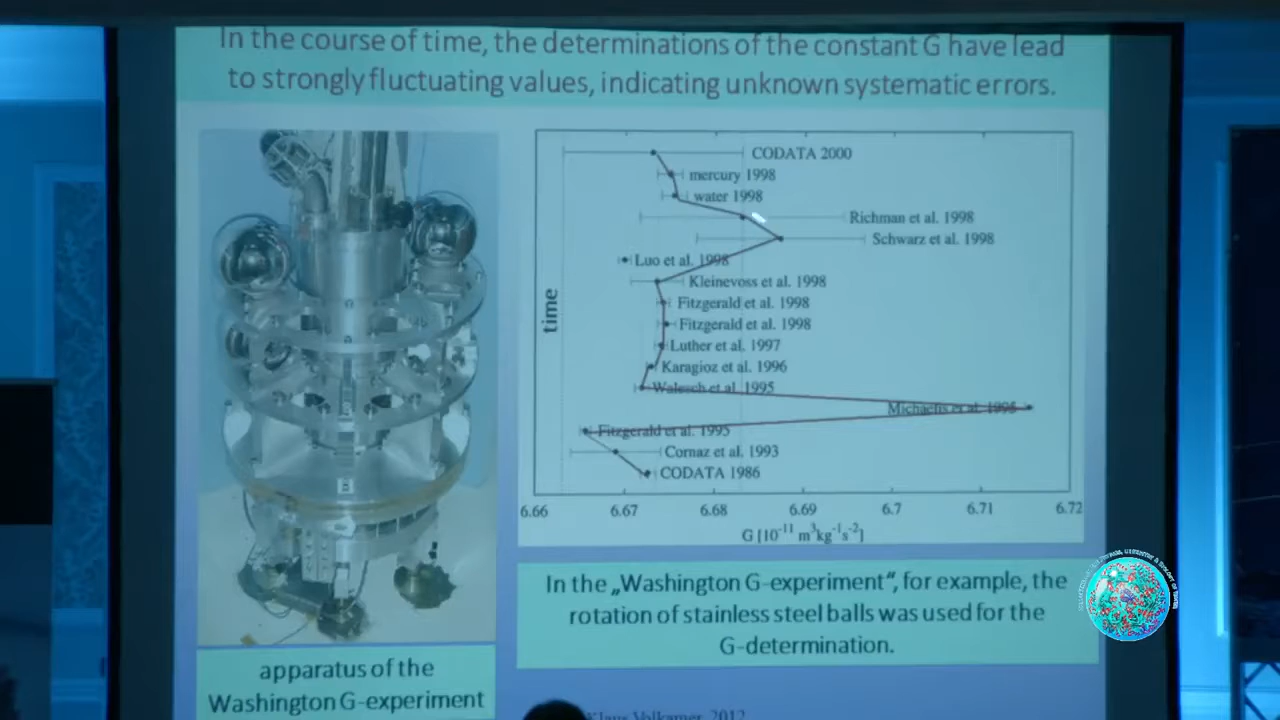 In the course of time, the determinations of the constant G have lead
to strongly fluctuating values, indicating unknown systematic errors.
CODATA 2000
mercury 1998
water 1998
Richman et al. 1998
Schwarz et al. 1998
Luo et al. 1998
Kleinevoss et al. 1998
Fitzgerald et al. 1998
Fitzgerald et al. 1998
Luther et al. 1997
Karagioz et al. 1996
Walesch et al. 1995
Michaelis et al. 1995
Fitzgerald et al. 1995
Cornaz et al. 1993
CODATA 1986
time
6.66 6.67 6.68 6.69 6.7 6.71 6.72
G [10⁻¹¹ m³kg⁻¹s⁻²]
apparatus of the
Washington G-experiment
In the „Washington G-experiment“, for example, the
rotation of stainless steel balls was used for the
G-determination.
Klaus Volkamer, 2012